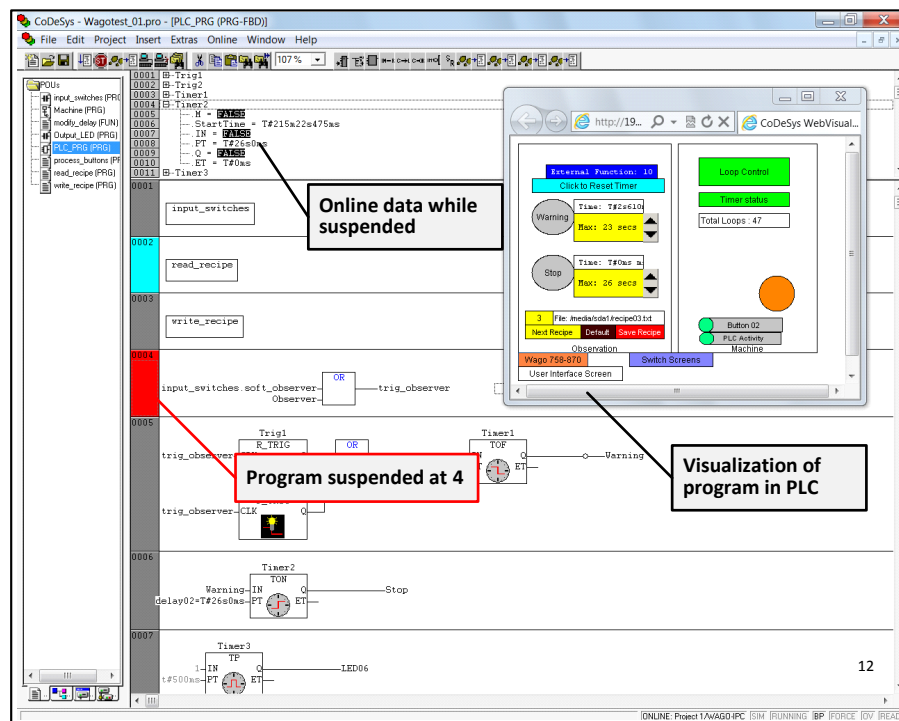 CoDeSys - Wagotest_01.pro - [PLC_PRG (PRG-FBD)]
File Edit Project Insert Extras Online Window Help
107 %
POUs
input_switches (PRG
Machine (PRG)
modify_delay (FUN)
Output_LED (PRG)
PLC_PRG (PRG)
process_buttons (PR
read_recipe (PRG)
write_recipe (PRG)
0001 Trig1
0002 Trig2
0003 Timer1
0004 Timer2
0005 .M = FALSE
0006 .StartTime = T#215m22s475ms
0007 .IN = FALSE
0008 .PT = T#26s0ms
0009 .Q = FALSE
0010 .ET = T#0ms
0011 Timer3
Online data while
suspended
0001
input_switches
0002
read_recipe
0003
write_recipe
0004
OR
input_switches.soft_observer
trig_observer
Observer
0005
Trig1
R_TRIG
OR
Timer1
TOF
trig_observer
Q
Warning
ET
Program suspended at 4
trig_observer CLK Q
0006
Timer2
TON
Warning IN Q Stop
delay02=T#26s0ms PT ET
0007
Timer3
TP
1 IN Q LED06
t#500ms PT ET
http://19...
CoDeSys WebVisual...
External Function: 10
Click to Reset Timer
Warning
Time: T#2s610m
Max: 23 secs
Stop
Time: T#0ms m
Max: 26 secs
3 File: /media/sda1/recipe03.txt
Next Recipe Default Save Recipe
Observation
Wago 758-870
Switch Screens
User Interface Screen
Loop Control
Timer status
Total Loops : 47
Button 02
PLC Activity
Machine
Visualization of
program in PLC
12
ONLINE: Project 1/WAGO-IPC SIM RUNNING BP FORCE OV READ